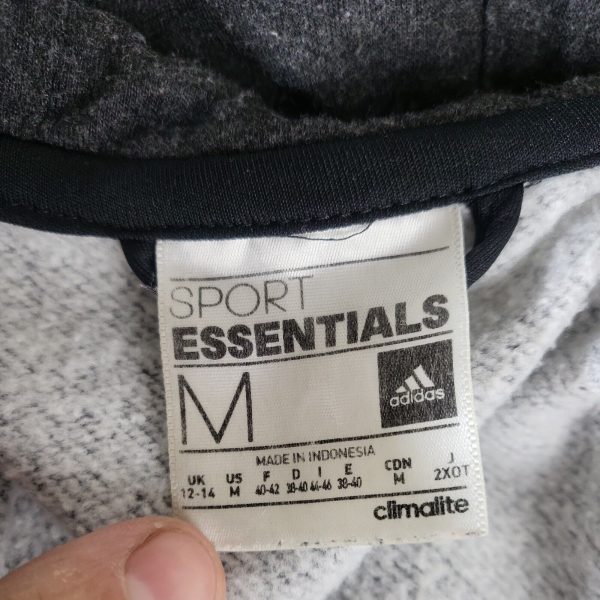 SPORT
ESSENTIALS
M
adidas
MADE IN INDONESIA
UK US F D I E CDN J
12-14 M 40-42 38-40 44-46 38-40 M 2XOT
climalite